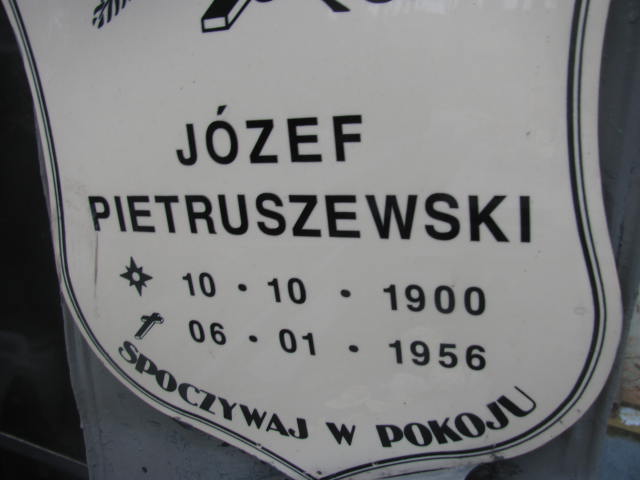 JÓZEF
PIETRUSZEWSKI
10 • 10 • 1900
06 • 01 • 1956
SPOCZYWAJ W POKOJU